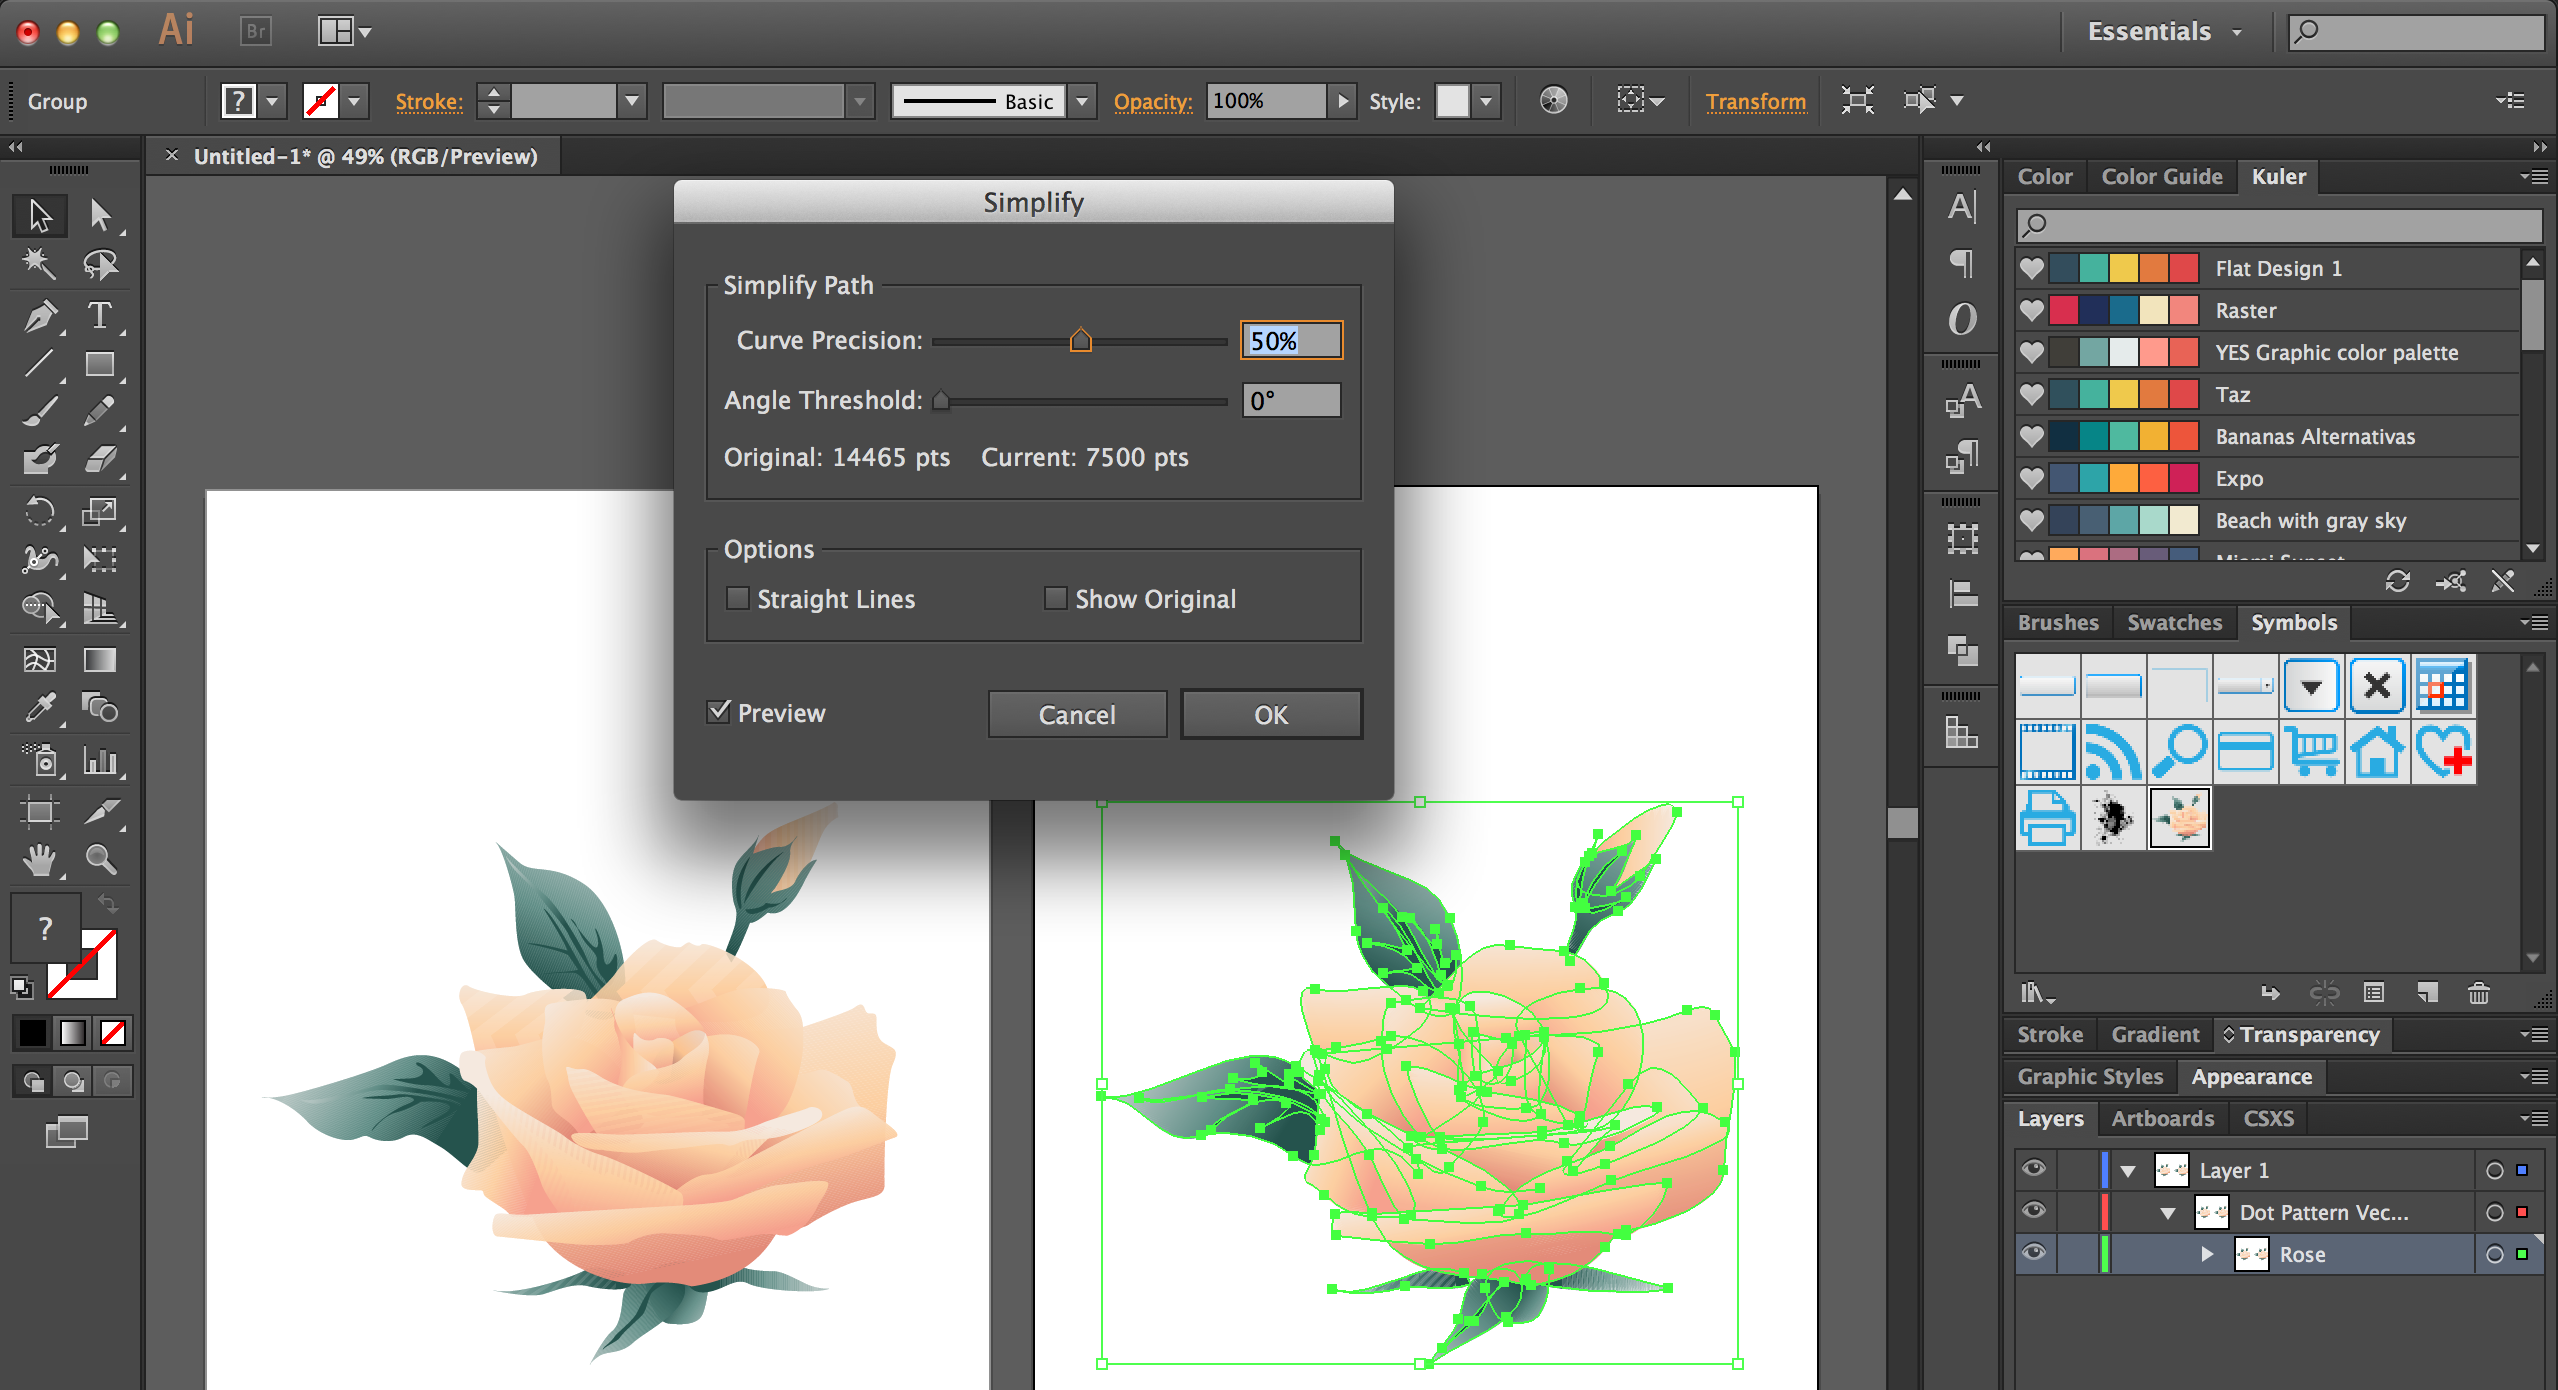 Ai
Br
Essentials
Group
?
Stroke:
Basic
Opacity:
100%
Style:
Transform
Untitled-1* @ 49% (RGB/Preview)
Simplify
Simplify Path
Curve Precision:
50%
Angle Threshold:
0°
Original: 14465 pts
Current: 7500 pts
Options
Straight Lines
Show Original
Preview
Cancel
OK
T
?
A
¶
O
A
¶
Color
Color Guide
Kuler
Flat Design 1
Raster
YES Graphic color palette
Taz
Bananas Alternativas
Expo
Beach with gray sky
Brushes
Swatches
Symbols
Stroke
Gradient
Transparency
Graphic Styles
Appearance
Layers
Artboards
CSXS
Layer 1
Dot Pattern Vec...
Rose